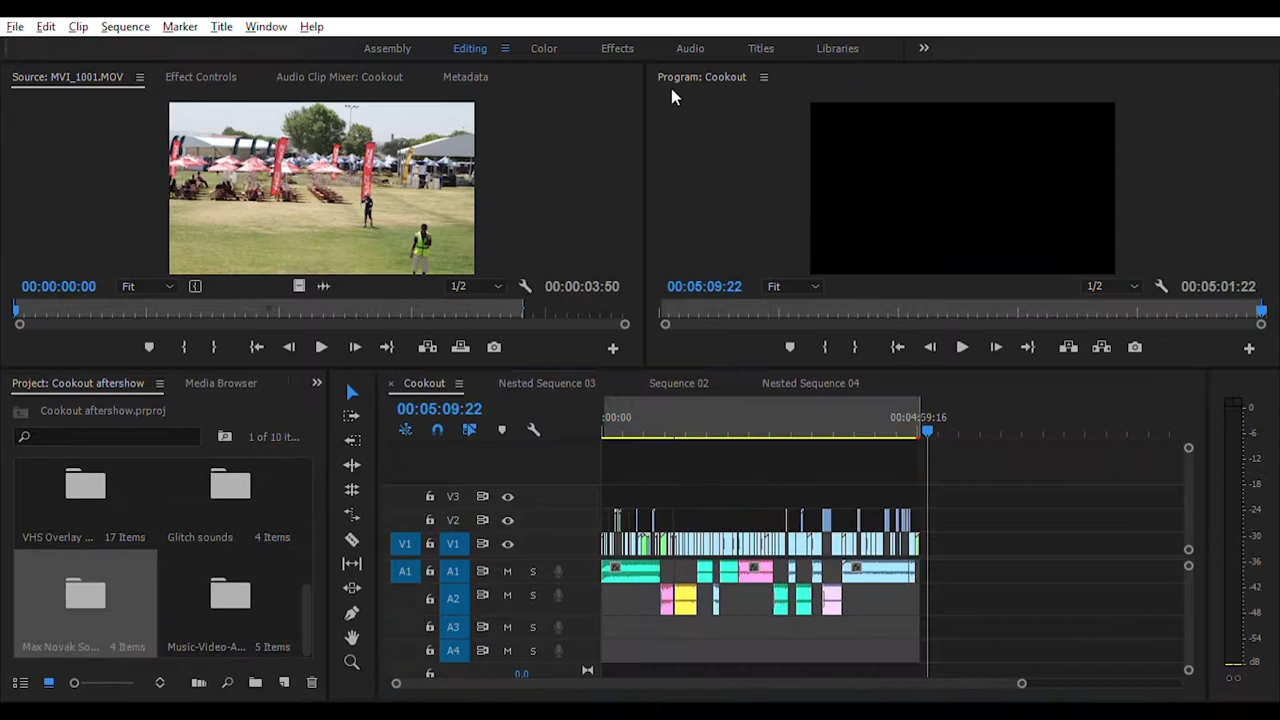 File Edit Clip Sequence Marker Title Window Help
Assembly Editing Color Effects Audio Titles Libraries
Source: MVI_1001.MOV Effect Controls Audio Clip Mixer: Cookout Metadata
Program: Cookout
00:00:00:00 Fit 1/2 00:00:03:50
00:05:09:22 Fit 1/2 00:05:01:22
Project: Cookout aftershow Media Browser
Cookout aftershow.prproj
1 of 10 it...
VHS Overlay ... 17 Items Glitch sounds 4 Items
Max Novak So... 4 Items Music-Video-A... 5 Items
× Cookout Nested Sequence 03 Sequence 02 Nested Sequence 04
00:05:09:22
:00:00 00:04:59:16
V3
V2
V1 V1
A1 A1 M S
A2 M S
A3 M S
A4 M S
0.0
0
-6
-12
-18
-24
-30
-36
-42
-48
-54
dB